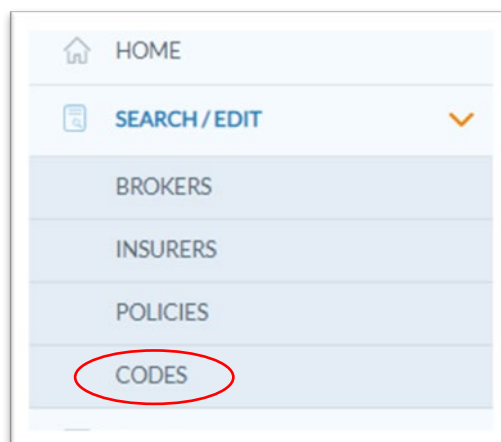 HOME
SEARCH / EDIT
BROKERS
INSURERS
POLICIES
CODES